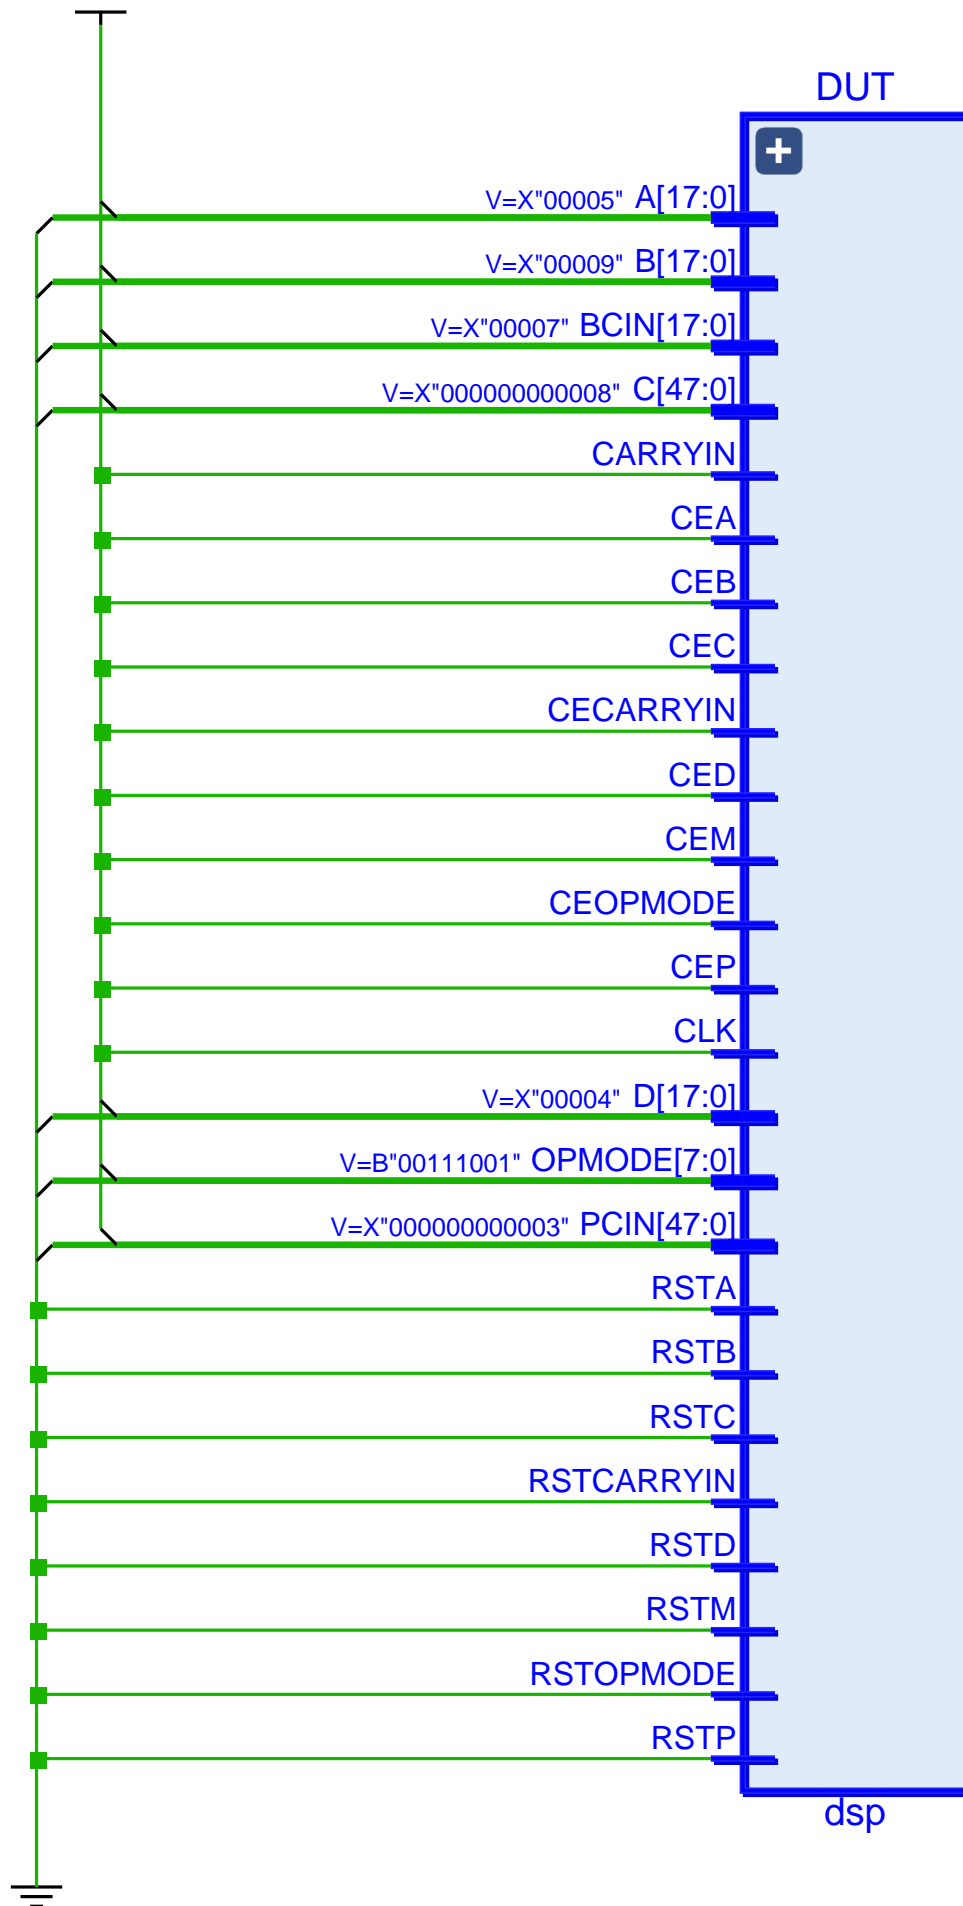 DUT
V=X"00005" A[17:0]
V=X"00009" B[17:0]
V=X"00007" BCIN[17:0]
V=X"000000000008" C[47:0]
CARRYIN
CEA
CEB
CEC
CECARRYIN
CED
CEM
CEOPMODE
CEP
CLK
V=X"00004" D[17:0]
V=B"00111001" OPMODE[7:0]
V=X"000000000003" PCIN[47:0]
RSTA
RSTB
RSTC
RSTCARRYIN
RSTD
RSTM
RSTOPMODE
RSTP
dsp